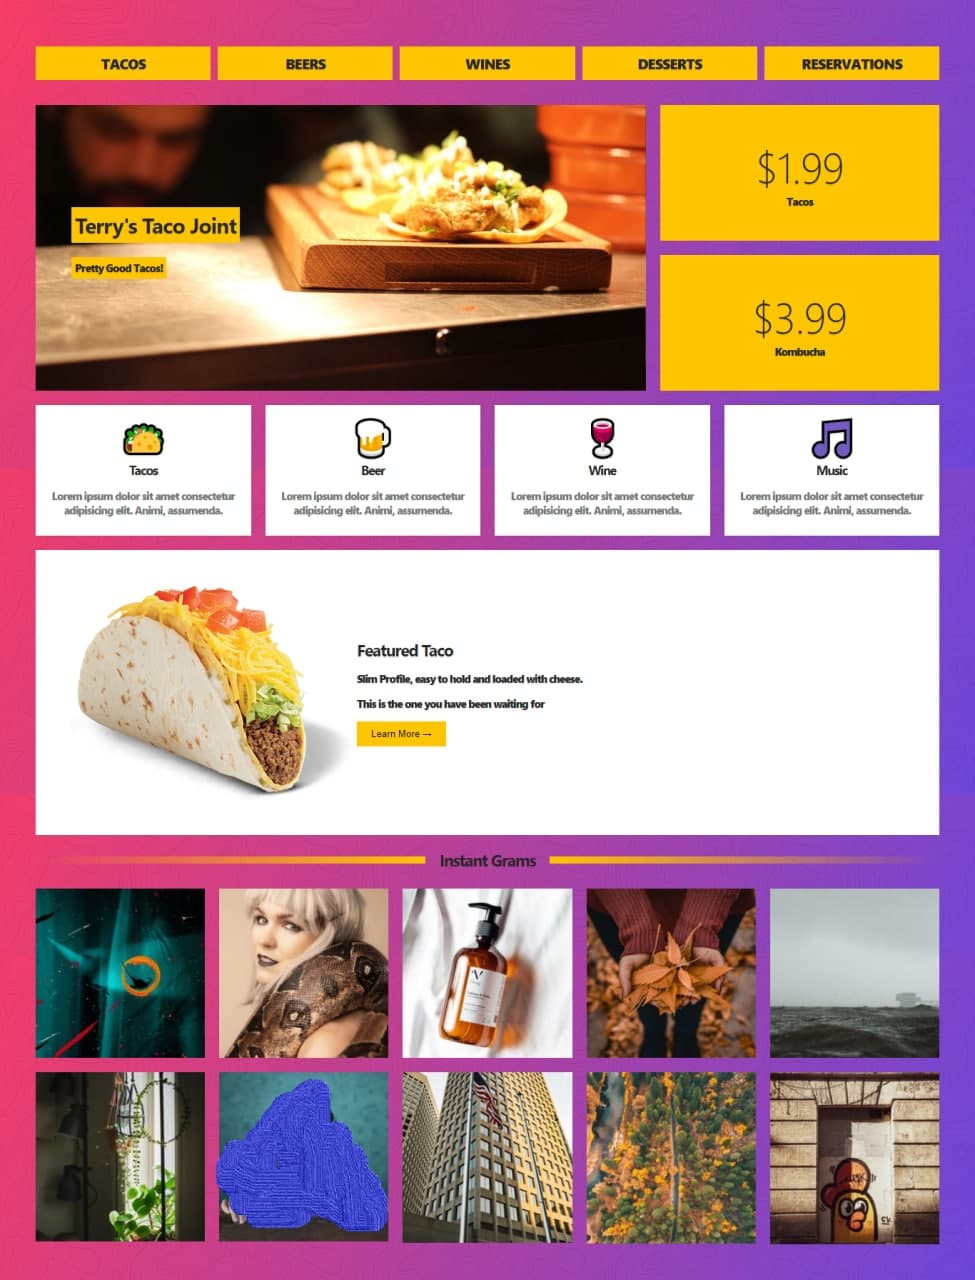 TACOS
BEERS
WINES
DESSERTS
RESERVATIONS
Terry's Taco Joint
Pretty Good Tacos!
$1.99
Tacos
$3.99
Kombucha
Tacos
Lorem ipsum dolor sit amet consectetur
adipisicing elit. Animi, assumenda.
Beer
Lorem ipsum dolor sit amet consectetur
adipisicing elit. Animi, assumenda.
Wine
Lorem ipsum dolor sit amet consectetur
adipisicing elit. Animi, assumenda.
Music
Lorem ipsum dolor sit amet consectetur
adipisicing elit. Animi, assumenda.
Featured Taco
Slim Profile, easy to hold and loaded with cheese.
This is the one you have been waiting for
Learn More →
Instant Grams